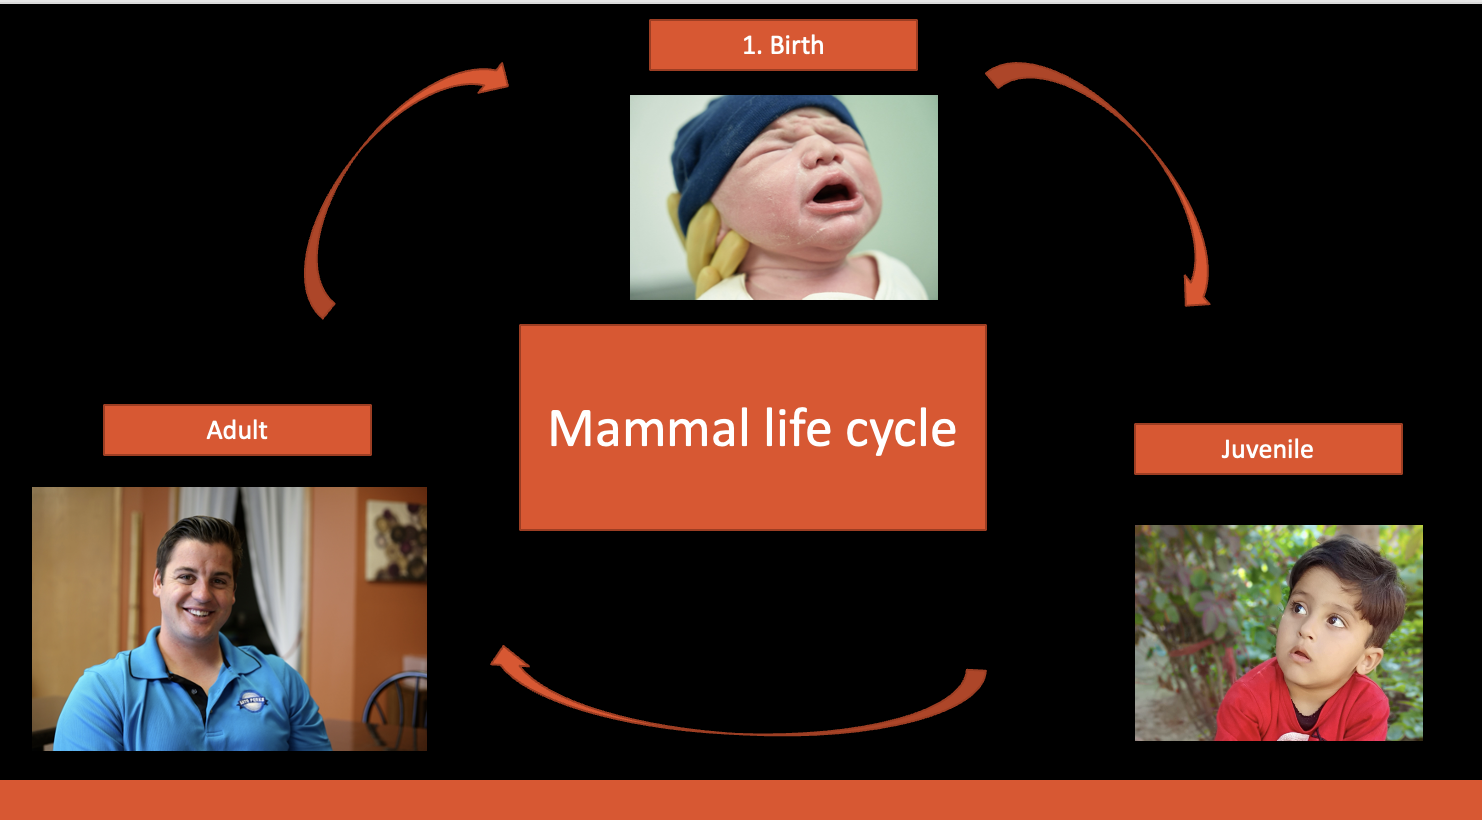 1. Birth
Mammal life cycle
Adult
Juvenile